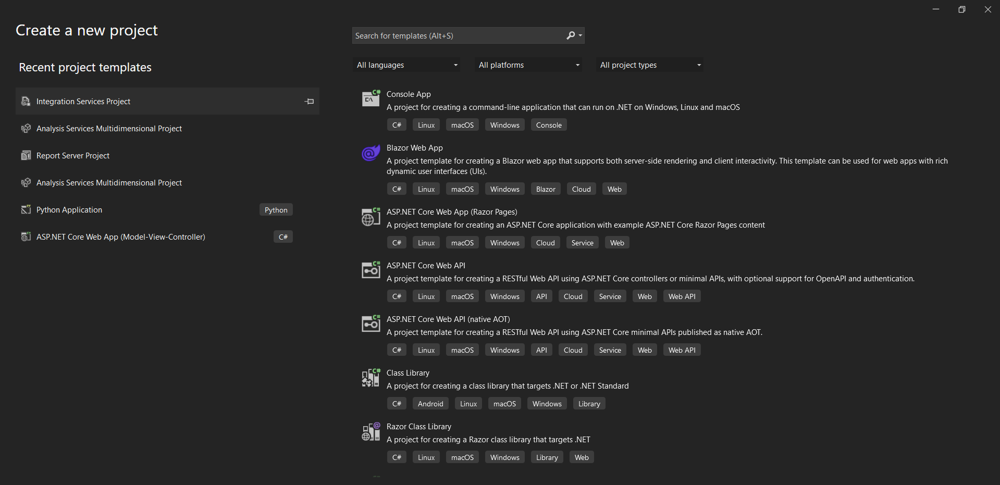 Create a new project
Search for templates (Alt+S)
Recent project templates
All languages
All platforms
All project types
Integration Services Project
Analysis Services Multidimensional Project
Report Server Project
Analysis Services Multidimensional Project
Python Application
Python
ASP.NET Core Web App (Model-View-Controller)
C#
Console App
A project for creating a command-line application that can run on .NET on Windows, Linux and macOS
C# Linux macOS Windows Console
Blazor Web App
A project template for creating a Blazor web app that supports both server-side rendering and client interactivity. This template can be used for web apps with rich
dynamic user interfaces (UIs).
C# Linux macOS Windows Blazor Cloud Web
ASP.NET Core Web App (Razor Pages)
A project template for creating an ASP.NET Core application with example ASP.NET Core Razor Pages content
C# Linux macOS Windows Cloud Service Web
ASP.NET Core Web API
A project template for creating a RESTful Web API using ASP.NET Core controllers or minimal APIs, with optional support for OpenAPI and authentication.
C# Linux macOS Windows API Cloud Service Web Web API
ASP.NET Core Web API (native AOT)
A project template for creating a RESTful Web API using ASP.NET Core minimal APIs published as native AOT.
C# Linux macOS Windows API Cloud Service Web Web API
Class Library
A project for creating a class library that targets .NET or .NET Standard
C# Android Linux macOS Windows Library
Razor Class Library
A project for creating a Razor class library that targets .NET
C# Linux macOS Windows Library Web